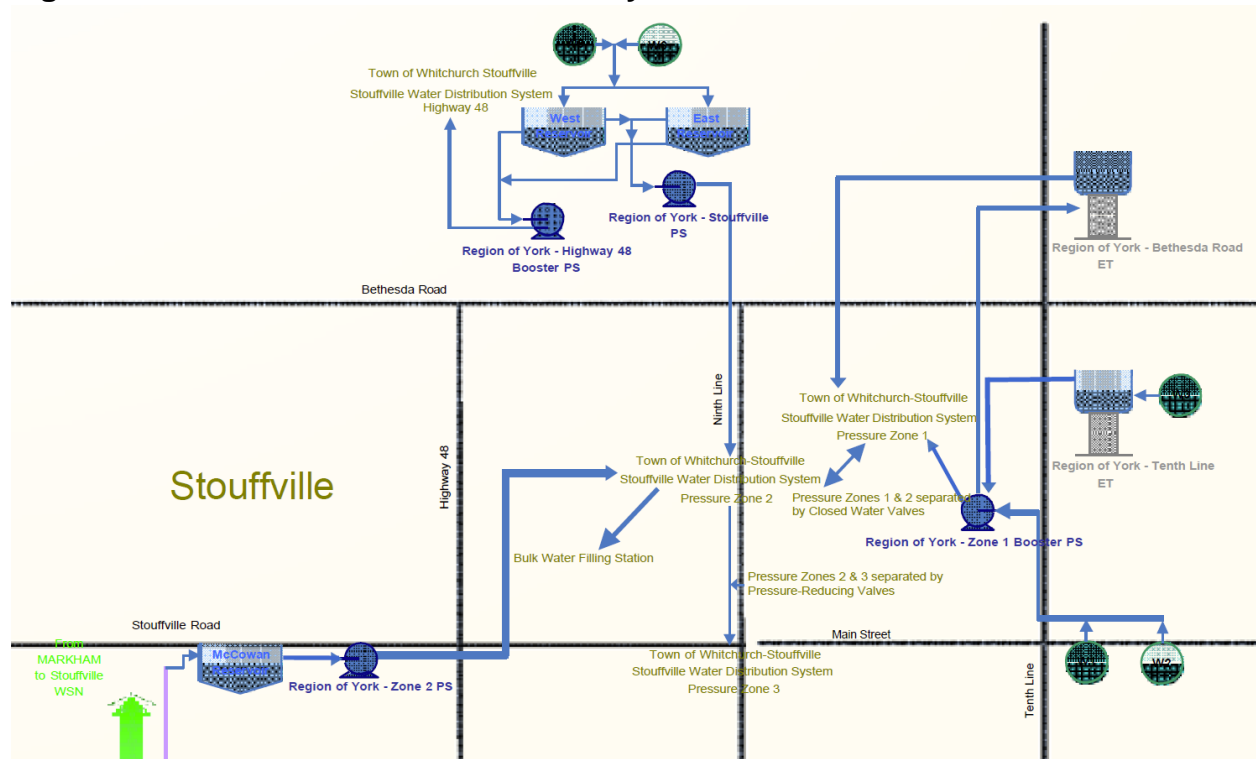 Town of Whitchurch Stouffville
Stouffville Water Distribution System
Highway 48
West
East
Region of York - Stouffville
PS
Region of York - Highway 48
Booster PS
Region of York - Bethesda Road
ET
Bethesda Road
Ninth Line
Highway 48
Stouffville
Town of Whitchurch-Stouffville
Stouffville Water Distribution System
Pressure Zone 1
Town of Whitchurch-Stouffville
Stouffville Water Distribution System
Pressure Zone 2
Pressure Zones 1 & 2 separated
by Closed Water Valves
Region of York - Tenth Line
ET
Region of York - Zone 1 Booster PS
Bulk Water Filling Station
Pressure Zones 2 & 3 separated by
Pressure-Reducing Valves
Stouffville Road
Main Street
From
MARKHAM
to Stouffville
WSN
McCowan
Region of York - Zone 2 PS
Town of Whitchurch-Stouffville
Stouffville Water Distribution System
Pressure Zone 3
Tenth Line
W2